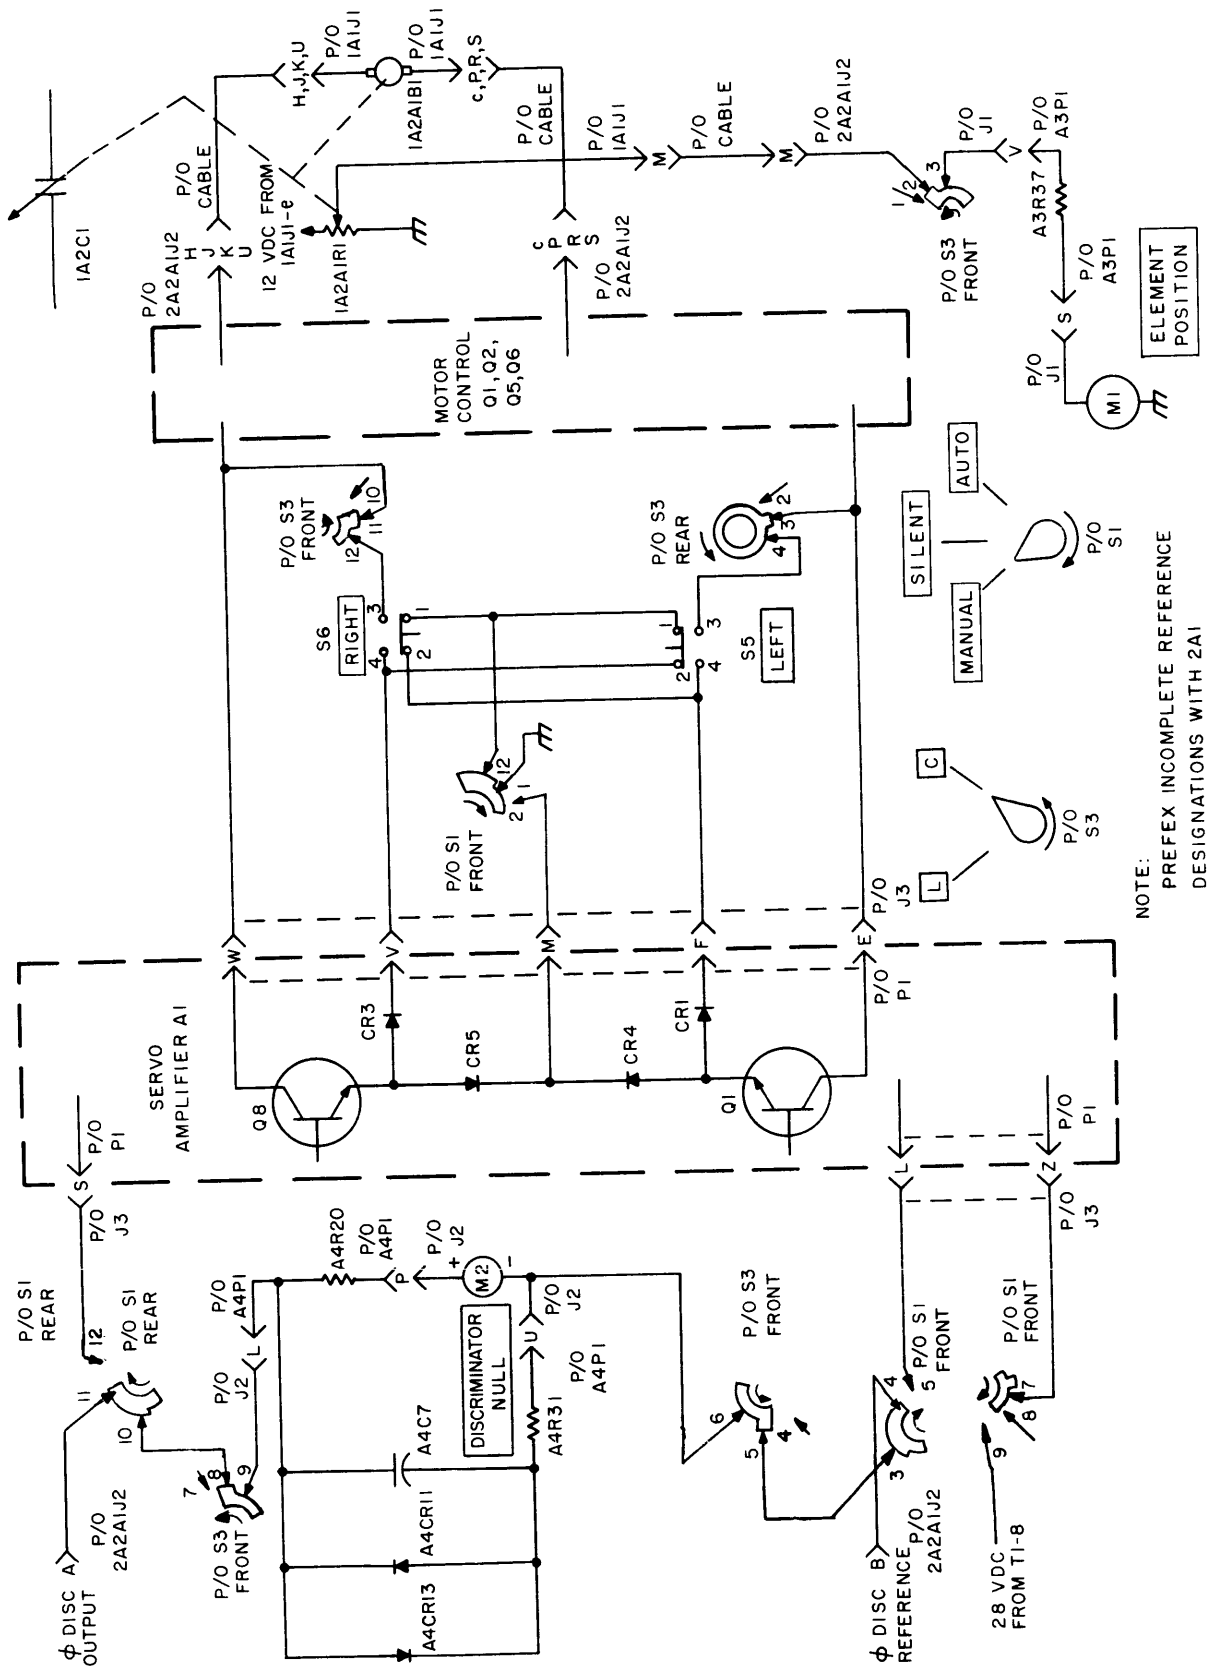 φ DISC A
OUTPUT
P/O
2A2A1J2
P/O S1
REAR
11
12
P/O S1
REAR
10
P/O
J3
S
P/O
P1
SERVO
AMPLIFIER A1
7
8
9
P/O S3
FRONT
P/O
J2
L
P/O
A4P1
A4R20
P/O
A4P1
P
P/O
J2
+
M2
-
DISCRIMINATOR
NULL
U
P/O
J2
P/O
A4P1
A4R31
A4C7
A4CR11
A4CR13
P/O S3
FRONT
6
5
4
φ DISC B
REFERENCE
P/O
2A2A1J2
3
4
5
P/O S1
FRONT
L
28 VDC
FROM T1-8
9
8
7
P/O S1
FRONT
Z
P/O
J3
P/O
P1
Q8
CR3
CR5
CR4
CR1
Q1
W
V
M
F
E
P/O
P1
P/O
J3
P/O S1
FRONT
2
1
12
S6
RIGHT
4
3
2
1
P/O S3
FRONT
12
11
10
S5
LEFT
2
1
4
3
P/O S3
REAR
4
3
2
MOTOR
CONTROL
Q1, Q2,
Q5, Q6
P/O
2A2A1J2
H
J
K
U
P/O
CABLE
1A2C1
12 VDC FROM
1A1J1-e
1A2A1R1
H,J,K,U
P/O
1A1J1
1A2A1B1
P/O
1A1J1
c,P,R,S
P/O
CABLE
c
P
R
S
P/O
2A2A1J2
P/O
1A1J1
M
P/O
CABLE
M
P/O
2A2A1J2
1
2
3
P/O S3
FRONT
P/O
J1
V
P/O
A3P1
A3R37
S
P/O
A3P1
P/O
J1
M1
ELEMENT
POSITION
L
C
P/O
S3
MANUAL
SILENT
AUTO
P/O
S1
NOTE:
PREFEX INCOMPLETE REFERENCE
DESIGNATIONS WITH 2A1